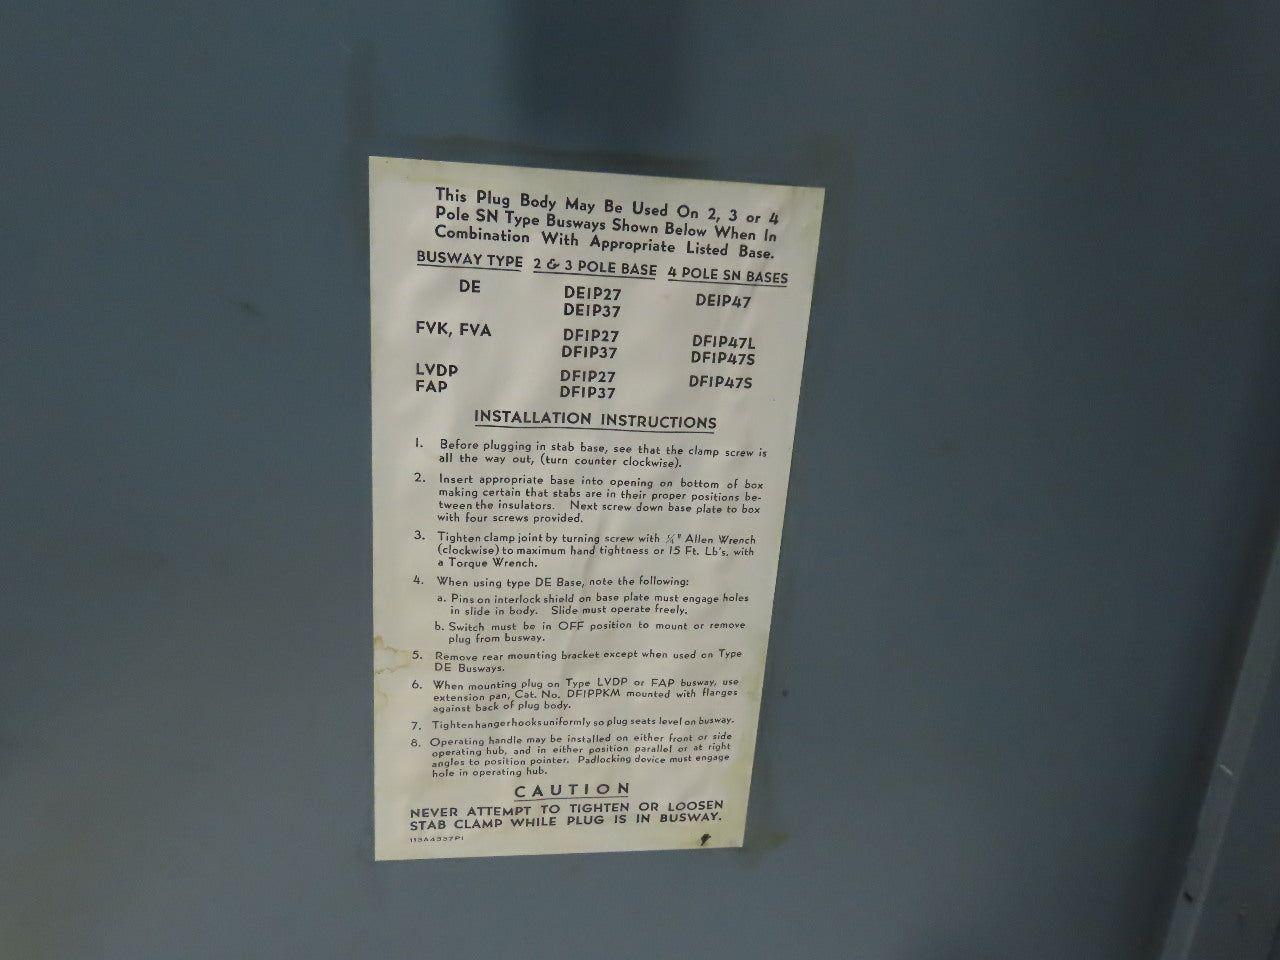 This Plug Body May Be Used On 2, 3 or 4
Pole SN Type Busways Shown Below When In
Combination With Appropriate Listed Base.
BUSWAY TYPE 2 & 3 POLE BASE 4 POLE SN BASES
DE DE1P27 DE1P47
DE1P37
FVK, FVA DF1P27 DF1P47L
DF1P37 DF1P47S
LVDP DF1P27 DF1P47S
FAP DF1P37
INSTALLATION INSTRUCTIONS
1. Before plugging in stab base, see that the clamp screw is
all the way out, (turn counter clockwise).
2. Insert appropriate base into opening on bottom of box
making certain that stabs are in their proper positions be-
tween the insulators. Next screw down base plate to box
with four screws provided.
3. Tighten clamp joint by turning screw with ¼" Allen Wrench
(clockwise) to maximum hand tightness or 15 Ft. Lb's, with
a Torque Wrench.
4. When using type DE Base, note the following:
a. Pins on interlock shield on base plate must engage holes
in slide in body. Slide must operate freely.
b. Switch must be in OFF position to mount or remove
plug from busway.
5. Remove rear mounting bracket except when used on Type
DE Busways.
6. When mounting plug on Type LVDP or FAP busway, use
extension pan, Cat. No. DF1PPKM mounted with flanges
against back of plug body.
7. Tighten hanger hooks uniformly so plug seats level on busway.
8. Operating handle may be installed on either front or side
operating hub, and in either position parallel or at right
angles to position pointer. Padlocking device must engage
hole in operating hub.
CAUTION
NEVER ATTEMPT TO TIGHTEN OR LOOSEN
STAB CLAMP WHILE PLUG IS IN BUSWAY.
113A4337P1